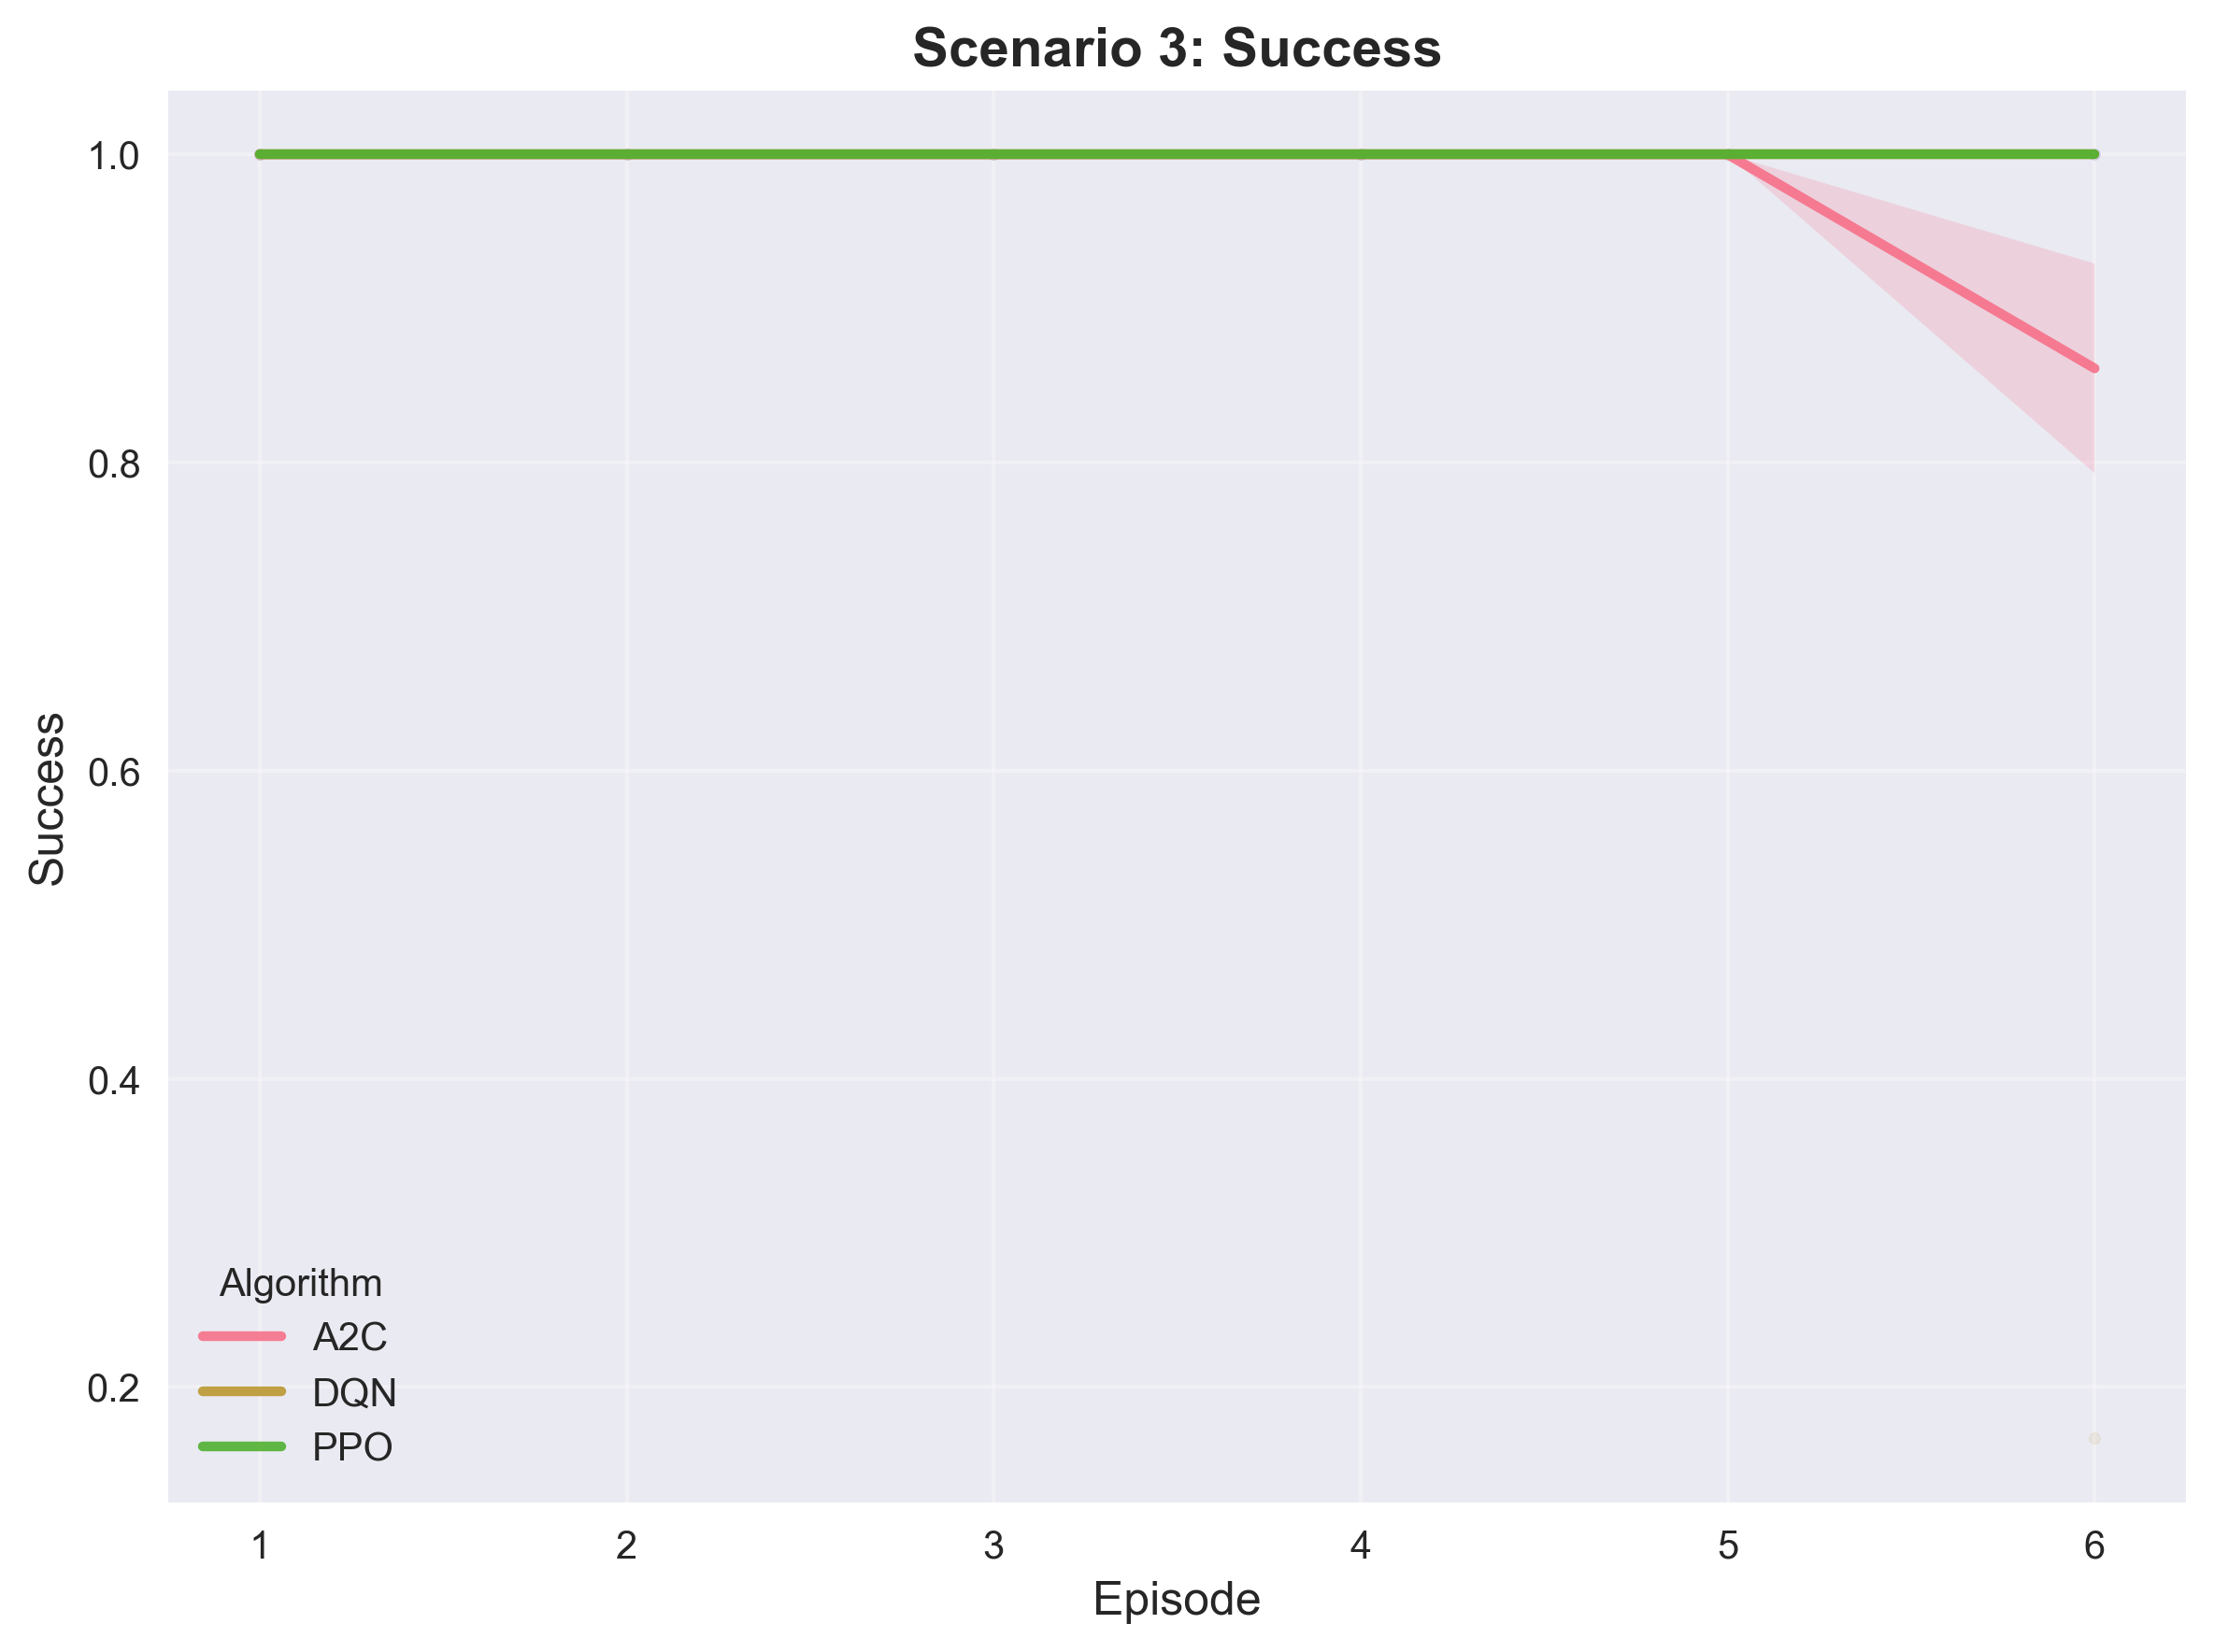 Scenario 3: Success
1.0
0.8
0.6
0.4
0.2
Success
Algorithm
A2C
DQN
PPO
1 2 3 4 5 6
Episode